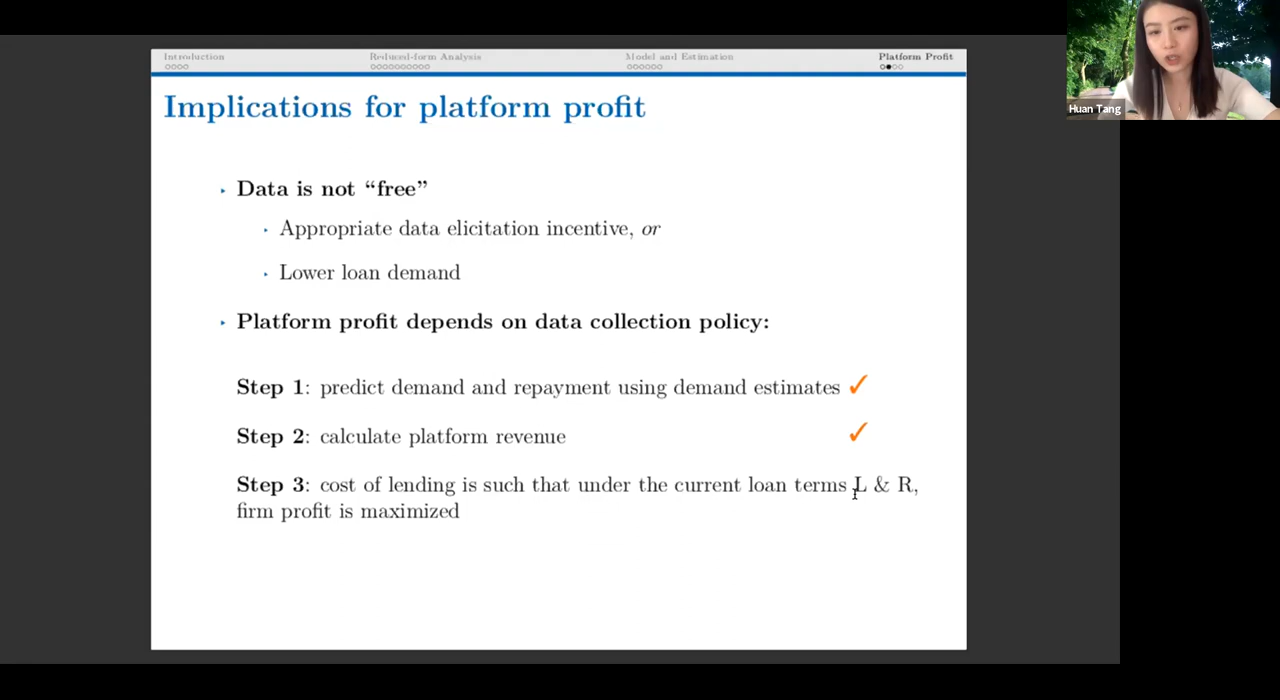 Introduction
Reduced-form Analysis
Model and Estimation
Platform Profit
Huan Tang
Implications for platform profit
Data is not “free”
Appropriate data elicitation incentive, or
Lower loan demand
Platform profit depends on data collection policy:
Step 1: predict demand and repayment using demand estimates ✓
Step 2: calculate platform revenue ✓
Step 3: cost of lending is such that under the current loan terms L & R,
firm profit is maximized